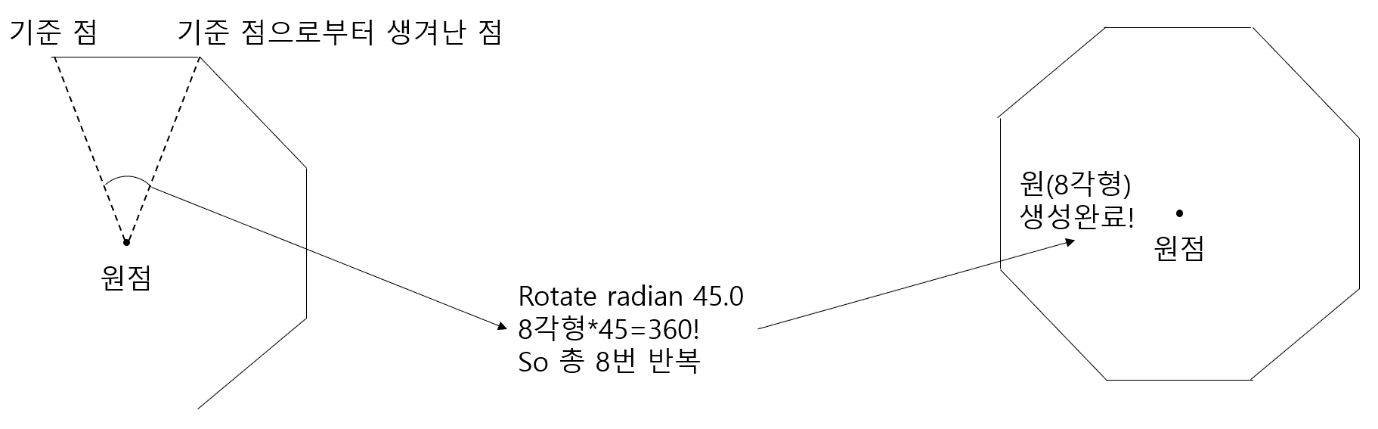 기준 점
기준 점으로부터 생겨난 점
원점
Rotate radian 45.0
8각형*45=360!
So 총 8번 반복
원(8각형)
생성완료!
원점